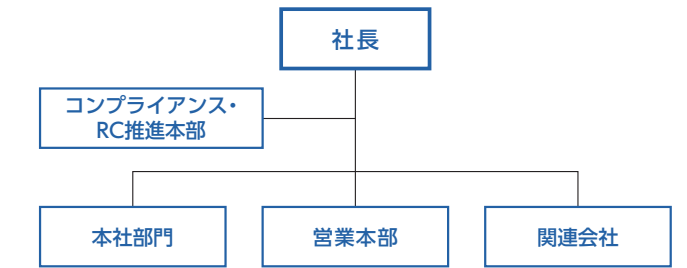 社長
コンプライアンス・
RC推進本部
本社部門
営業本部
関連会社